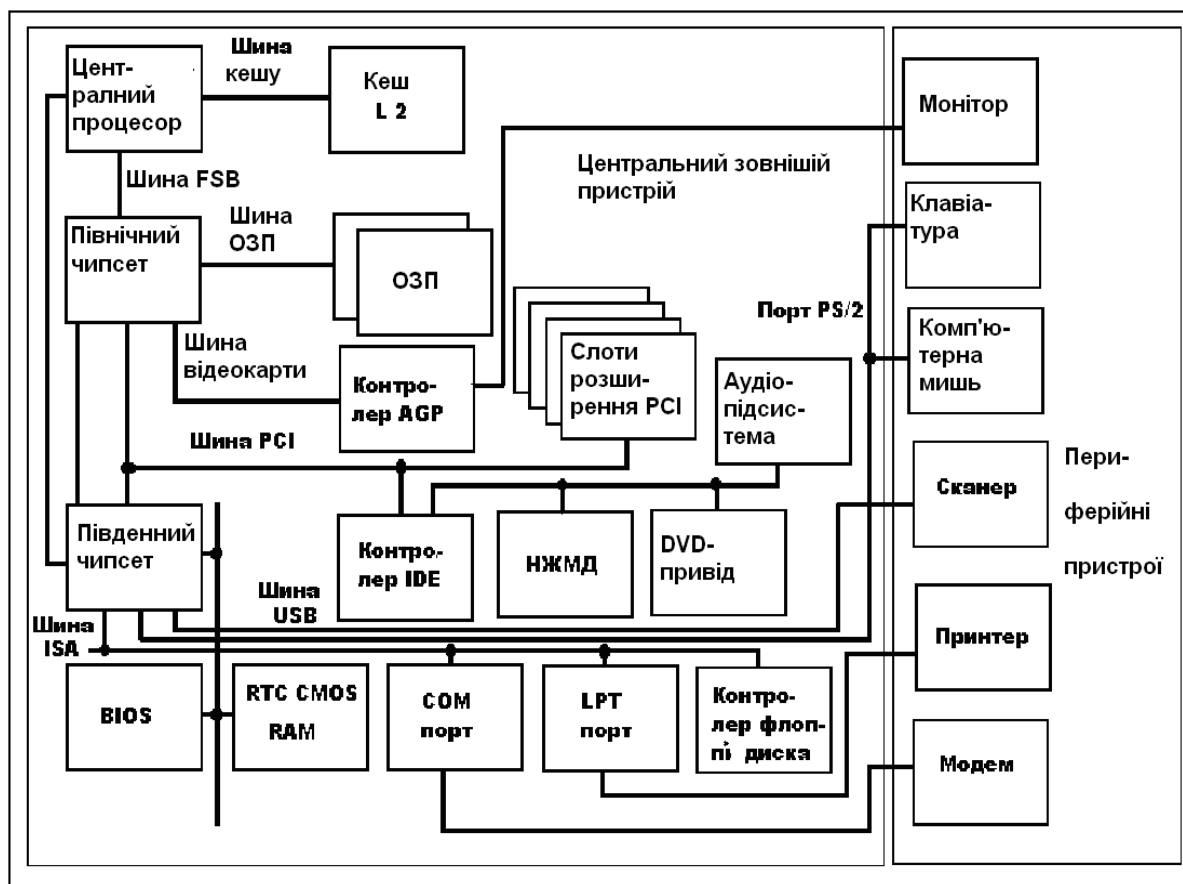 Цент-
ралний
процесор
Шина
кешу
Кеш
L 2
Монітор
Шина FSB
Центральний зовнішій
пристрій
Клавіа-
тура
Північний
чипсет
Шина
ОЗП
ОЗП
Порт PS/2
Комп'ю-
терна
мишь
Шина
відеокарти
Контро-
лер AGP
Слоти
розши-
рення PCI
Аудіо-
підсис-
тема
Шина PCI
Сканер
Пери-
ферійні
пристрої
Південний
чипсет
Контро-
лер IDE
НЖМД
DVD-
привід
Шина
USB
Шина
ISA
Принтер
BIOS
RTC CMOS
RAM
COM
порт
LPT
порт
Контро-
лер флоп-
пі диска
Модем